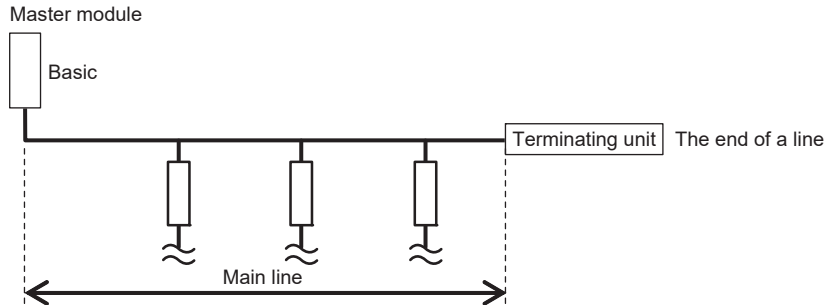 Master module
Basic
Terminating unit The end of a line
Main line